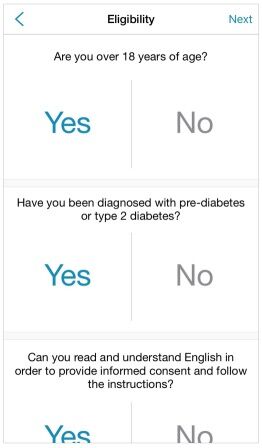 Eligibility Next
Are you over 18 years of age?
Yes No
Have you been diagnosed with pre-diabetes
or type 2 diabetes?
Yes No
Can you read and understand English in
order to provide informed consent and follow
the instructions?
Yes No